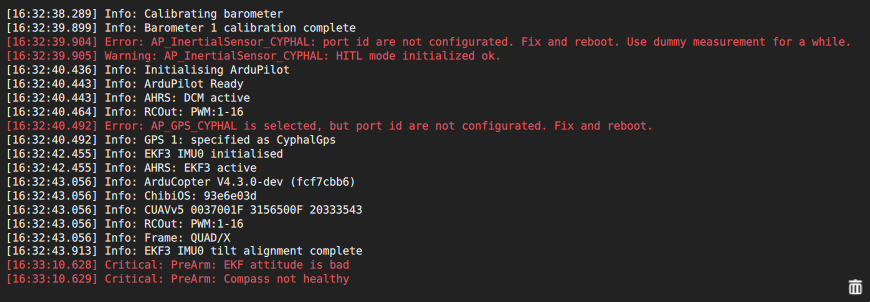 [16:32:38.289] Info: Calibrating barometer
[16:32:39.899] Info: Barometer 1 calibration complete
[16:32:39.904] Error: AP_InertialSensor_CYPHAL: port id are not configurated. Fix and reboot. Use dummy measurement for a while.
[16:32:39.905] Warning: AP_InertialSensor_CYPHAL: HITL mode initialized ok.
[16:32:40.436] Info: Initialising ArduPilot
[16:32:40.443] Info: ArduPilot Ready
[16:32:40.443] Info: AHRS: DCM active
[16:32:40.464] Info: RCOut: PWM:1-16
[16:32:40.492] Error: AP_GPS_CYPHAL is selected, but port id are not configurated. Fix and reboot.
[16:32:40.492] Info: GPS 1: specified as CyphalGps
[16:32:42.455] Info: EKF3 IMU0 initialised
[16:32:42.455] Info: AHRS: EKF3 active
[16:32:43.056] Info: ArduCopter V4.3.0-dev (fcf7cbb6)
[16:32:43.056] Info: ChibiOS: 93e6e03d
[16:32:43.056] Info: CUAVv5 0037001F 3156500F 20333543
[16:32:43.056] Info: RCOut: PWM:1-16
[16:32:43.056] Info: Frame: QUAD/X
[16:32:43.913] Info: EKF3 IMU0 tilt alignment complete
[16:33:10.628] Critical: PreArm: EKF attitude is bad
[16:33:10.629] Critical: PreArm: Compass not healthy